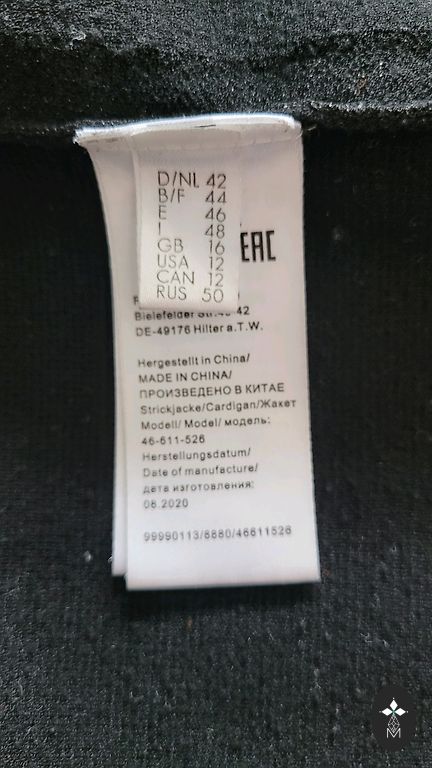 D/NL 42
B/F 44
E 46
I 48
GB 16
USA 12
CAN 12
RUS 50
EAC
Bielefelder 42
DE-49176 Hilter a.T.W.
Hergestellt in China/
MADE IN CHINA/
ПРОИЗВЕДЕНО В КИТАЕ
Strickjacke/Cardigan/Жакет
Modell/ Model/ модель:
46-611-526
Herstellungsdatum/
Date of manufacture/
дата изготовления:
08.2020
99990113/8880/46611526
M